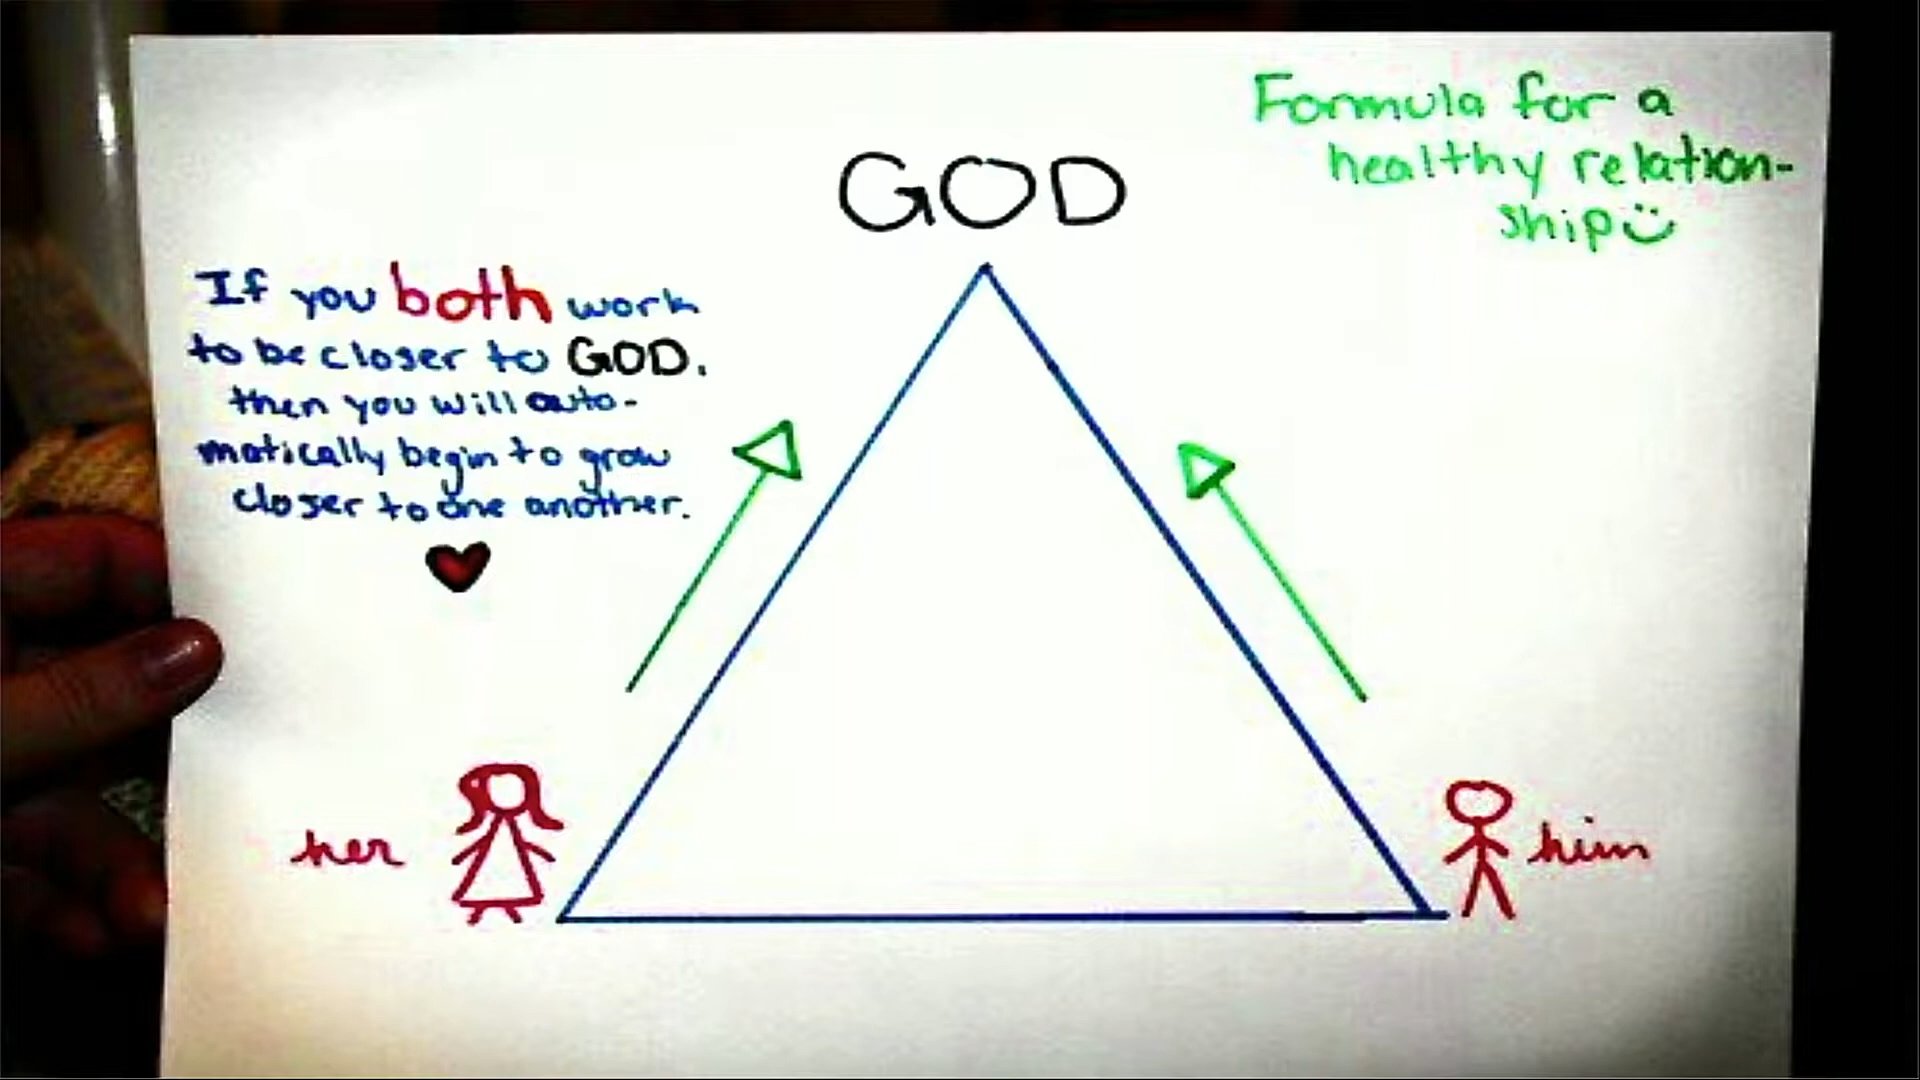 Formula for a
healthy relation-
ship
GOD
If you both work
to be closer to GOD.
then you will auto-
matically begin to grow
closer to one another.
her
him